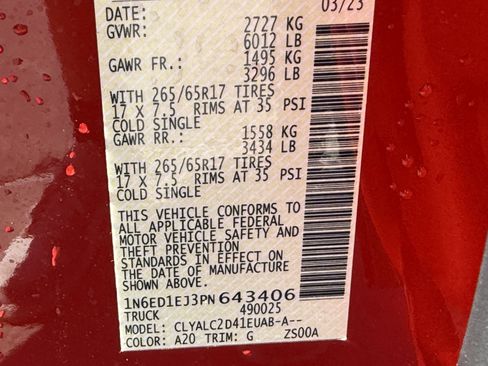 DATE: 03/23
GVWR: 2727 KG
6012 LB
GAWR FR.: 1495 KG
3296 LB
WITH 265/65R17 TIRES
17 X 7.5 RIMS AT 35 PSI
COLD SINGLE
GAWR RR.: 1558 KG
3434 LB
WITH 265/65R17 TIRES
17 X 7.5 RIMS AT 35 PSI
COLD SINGLE
THIS VEHICLE CONFORMS TO
ALL APPLICABLE FEDERAL
MOTOR VEHICLE SAFETY AND
THEFT PREVENTION
STANDARDS IN EFFECT ON
THE DATE OF MANUFACTURE
SHOWN ABOVE.
1N6ED1EJ3PN643406
TRUCK 490025
MODEL: CLYALC2D41EUAB-A--
COLOR: A20 TRIM: G ZS00A